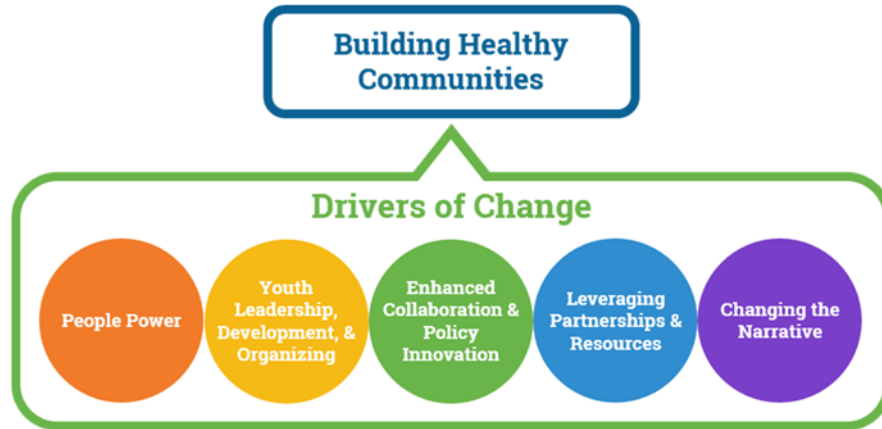 Building Healthy
Communities
Drivers of Change
People Power
Youth
Leadership,
Development, &
Organizing
Enhanced
Collaboration &
Policy
Innovation
Leveraging
Partnerships &
Resources
Changing the
Narrative